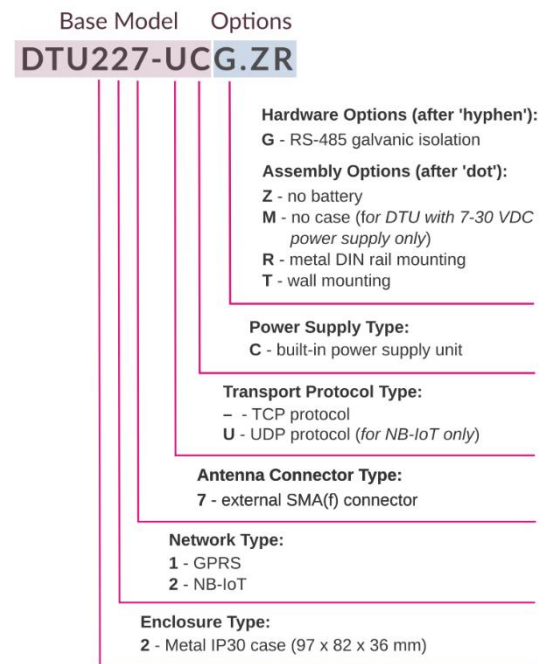 Base Model Options
DTU227-UCG.ZR
Hardware Options (after 'hyphen'):
G - RS-485 galvanic isolation
Assembly Options (after 'dot'):
Z - no battery
M - no case (for DTU with 7-30 VDC
power supply only)
R - metal DIN rail mounting
T - wall mounting
Power Supply Type:
C - built-in power supply unit
Transport Protocol Type:
– - TCP protocol
U - UDP protocol (for NB-IoT only)
Antenna Connector Type:
7 - external SMA(f) connector
Network Type:
1 - GPRS
2 - NB-IoT
Enclosure Type:
2 - Metal IP30 case (97 x 82 x 36 mm)